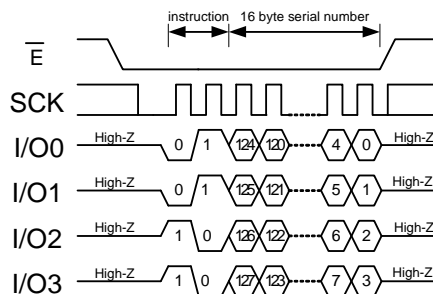 instruction 16 byte serial number
E
SCK
I/O0 High-Z 0 1 124 120 4 0 High-Z
I/O1 High-Z 0 1 125 121 5 1 High-Z
I/O2 High-Z 1 0 126 122 6 2 High-Z
I/O3 High-Z 1 0 127 123 7 3 High-Z